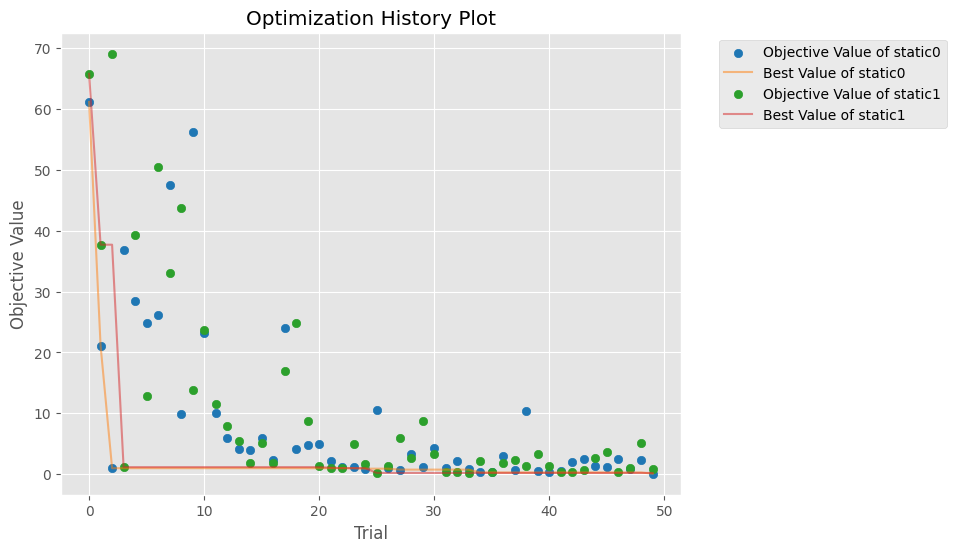 Optimization History Plot
Objective Value of static0
Best Value of static0
Objective Value of static1
Best Value of static1
70
60
50
40
30
20
10
0
Objective Value
0 10 20 30 40 50
Trial